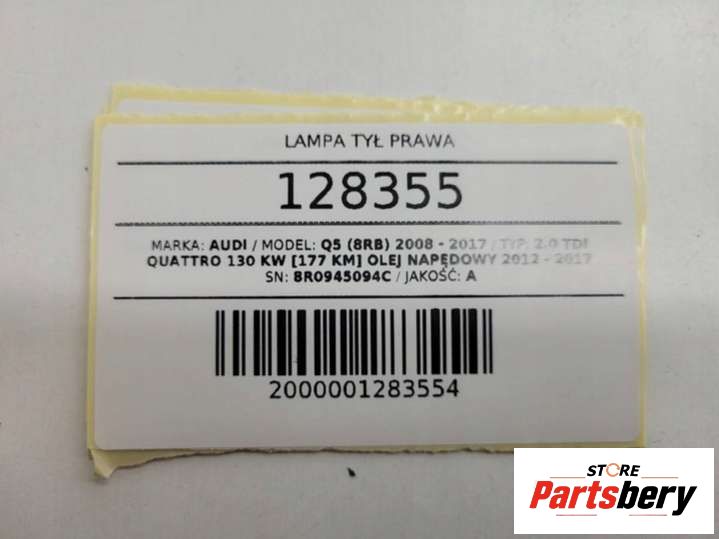 LAMPA TYŁ PRAWA
128355
MARKA: AUDI / MODEL: Q5 (8RB) 2008 - 2017 / TYP: 2.0 TDI
QUATTRO 130 KW [177 KM] OLEJ NAPĘDOWY 2012 - 2017
SN: 8R0945094C / JAKOŚĆ: A
2000001283554
STORE
Partsbery